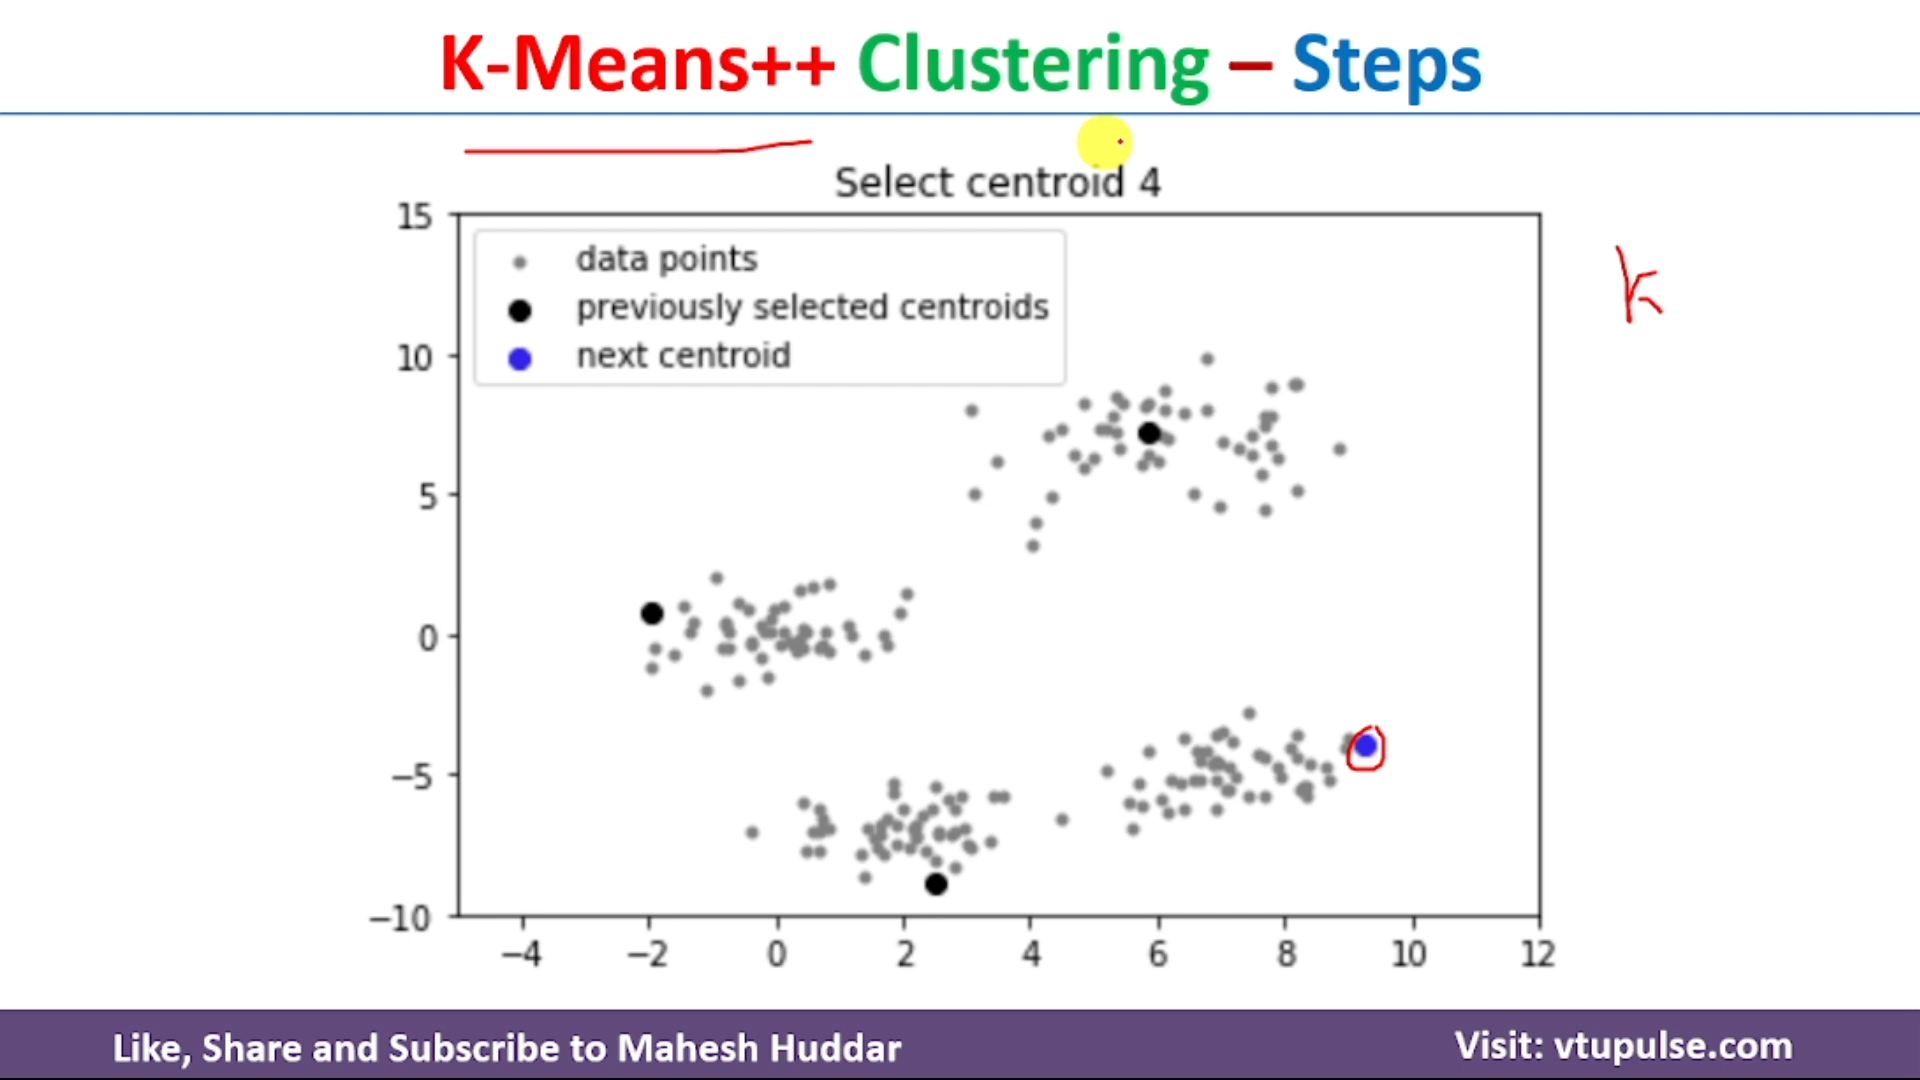 K-Means++ Clustering – Steps
Select centroid 4
15
data points
previously selected centroids
next centroid
k
10
5
0
−5
−10
−4 −2 0 2 4 6 8 10 12
Like, Share and Subscribe to Mahesh Huddar
Visit: vtupulse.com